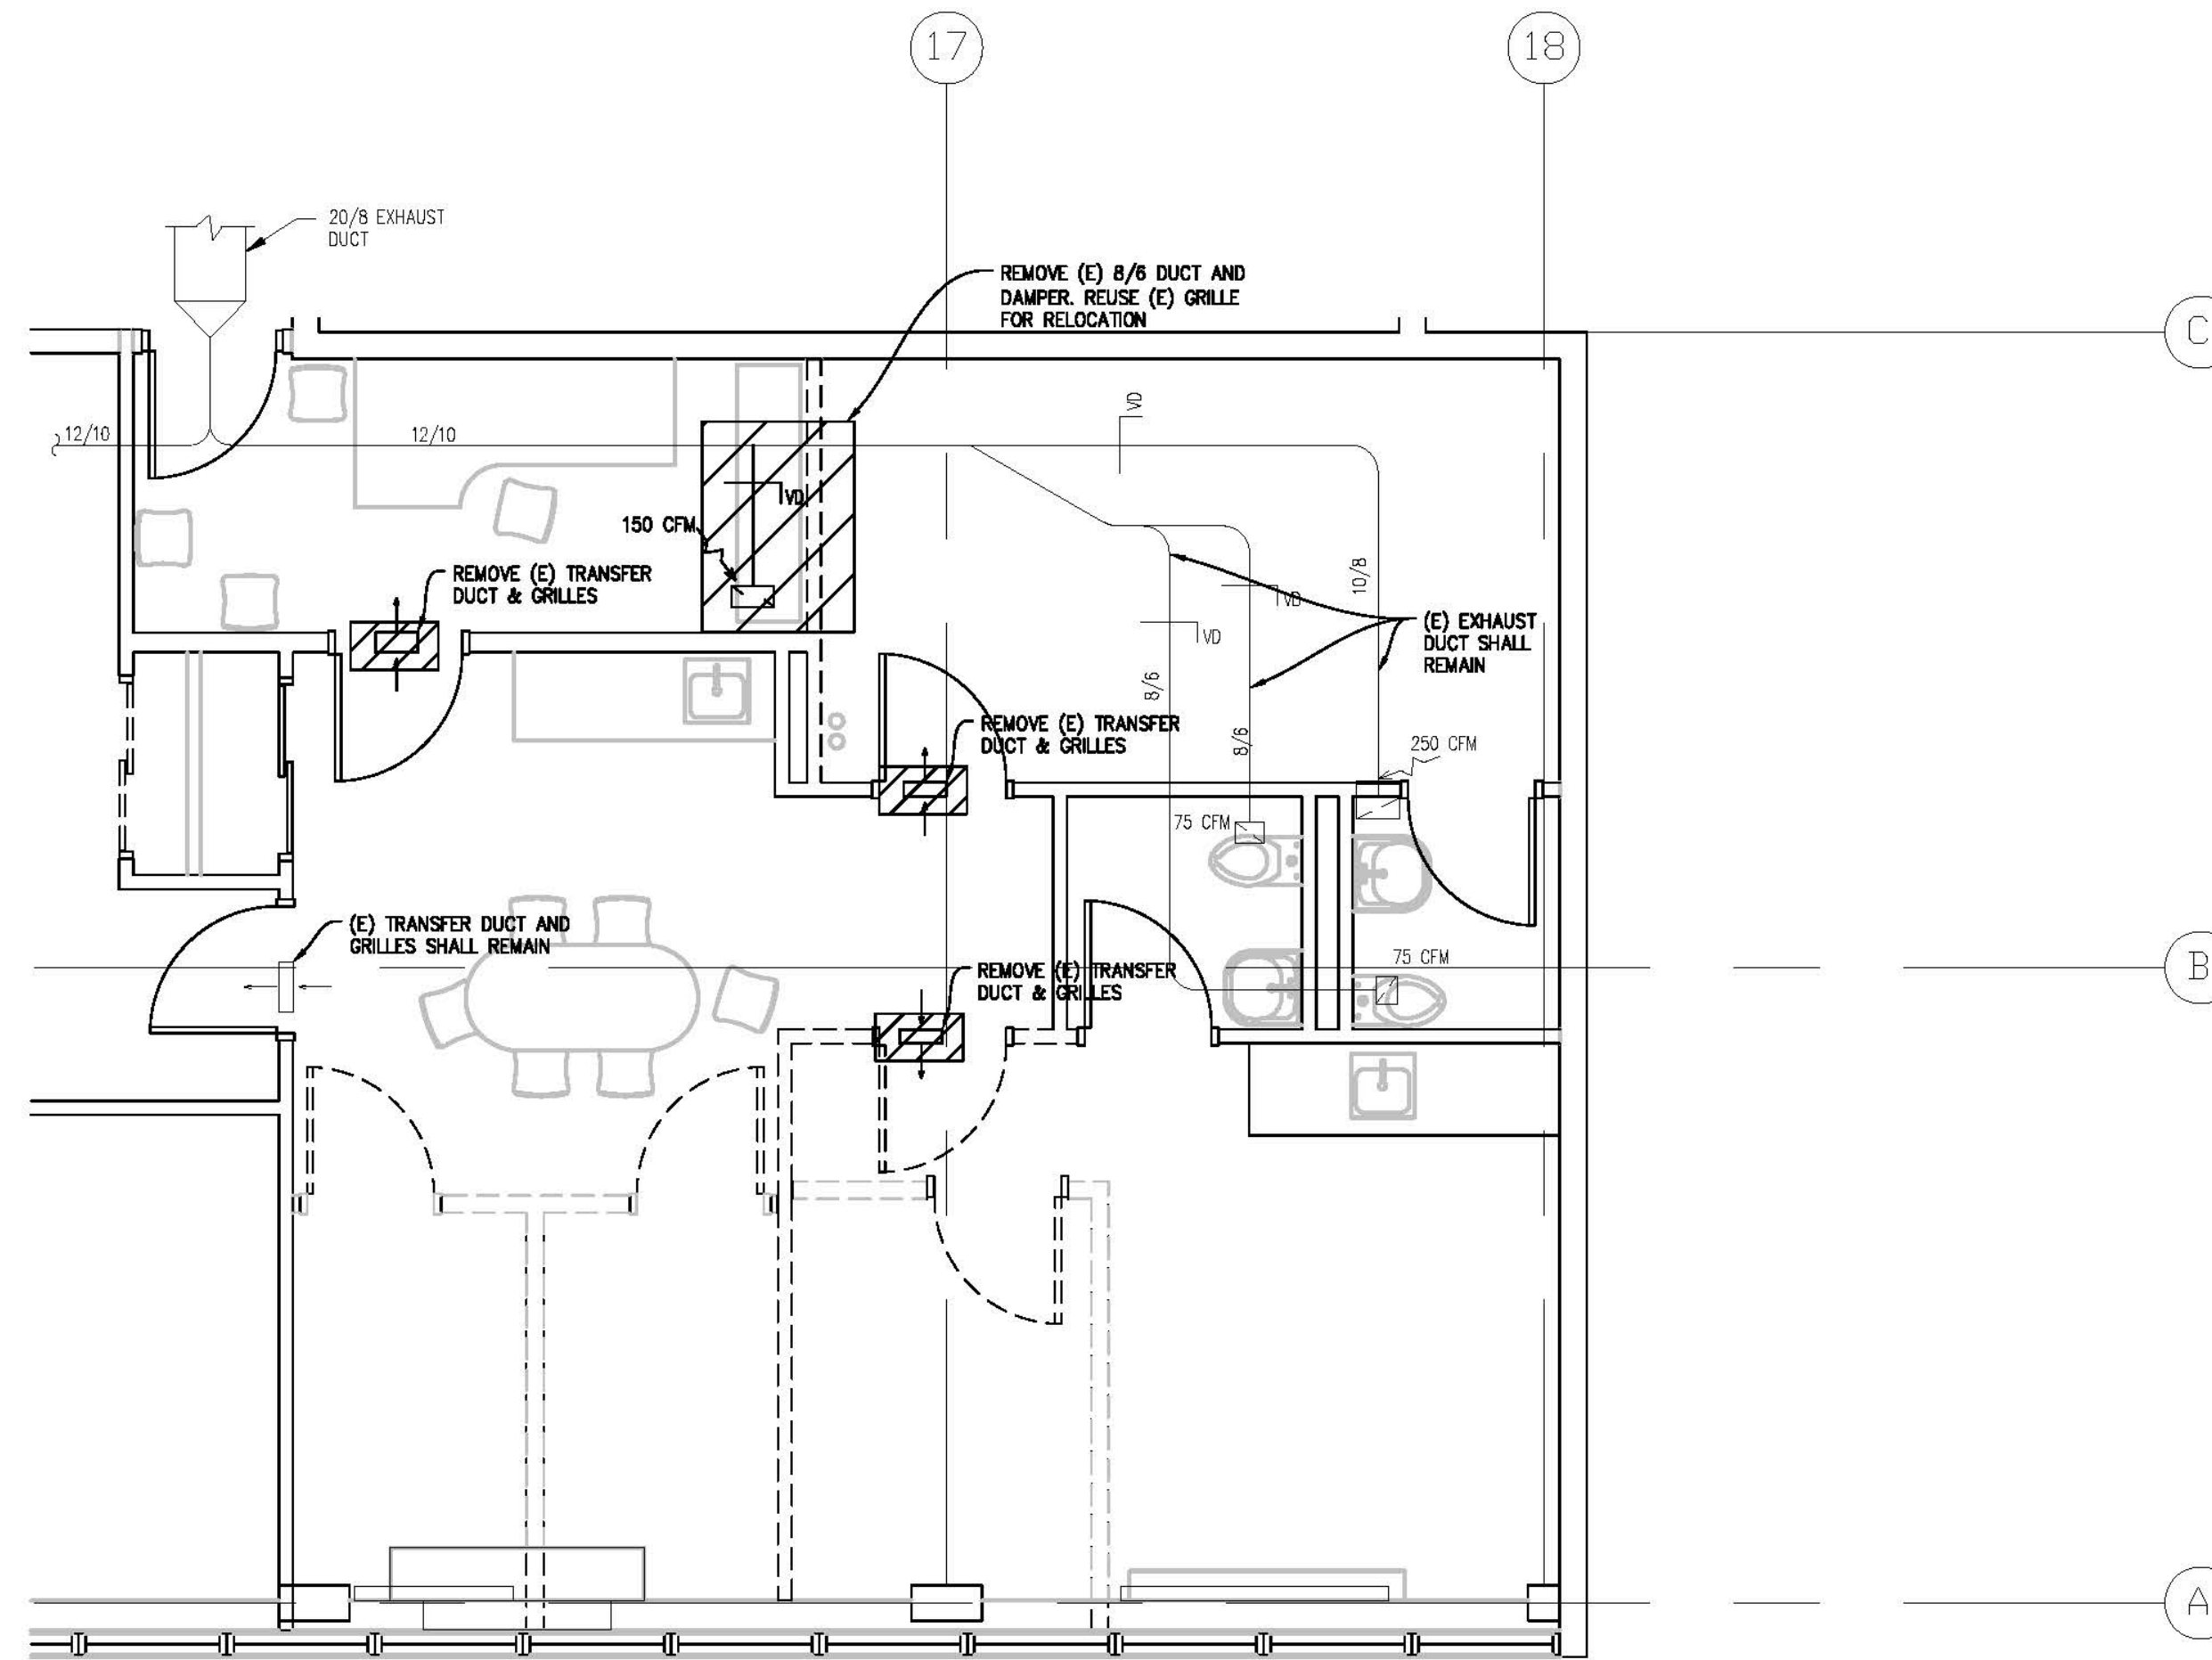 17
18
20/8 EXHAUST
DUCT
REMOVE (E) 8/6 DUCT AND
DAMPER. REUSE (E) GRILLE
FOR RELOCATION
C
12/10
12/10
VD
VD
150 CFM
REMOVE (E) TRANSFER
DUCT & GRILLES
10/8
VD
VD
(E) EXHAUST
DUCT SHALL
REMAIN
8/6
8/6
REMOVE (E) TRANSFER
DUCT & GRILLES
250 CFM
75 CFM
(E) TRANSFER DUCT AND
GRILLES SHALL REMAIN
75 CFM
B
REMOVE (E) TRANSFER
DUCT & GRILLES
A